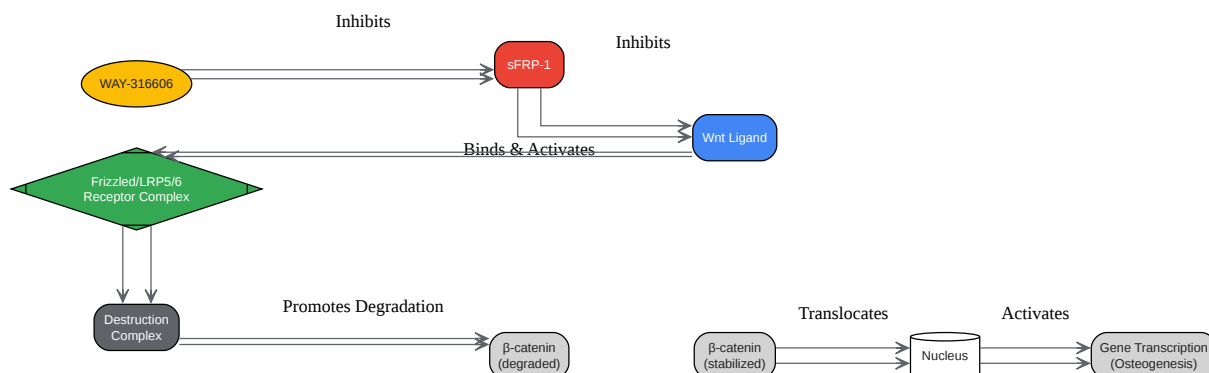 Inhibits
WAY-316606
sFRP-1
Inhibits
Wnt Ligand
Binds & Activates
Frizzled/LRP5/6
Receptor Complex
Destruction
Complex
Promotes Degradation
β-catenin
(degraded)
β-catenin
(stabilized)
Translocates
Nucleus
Activates
Gene Transcription
(Osteogenesis)